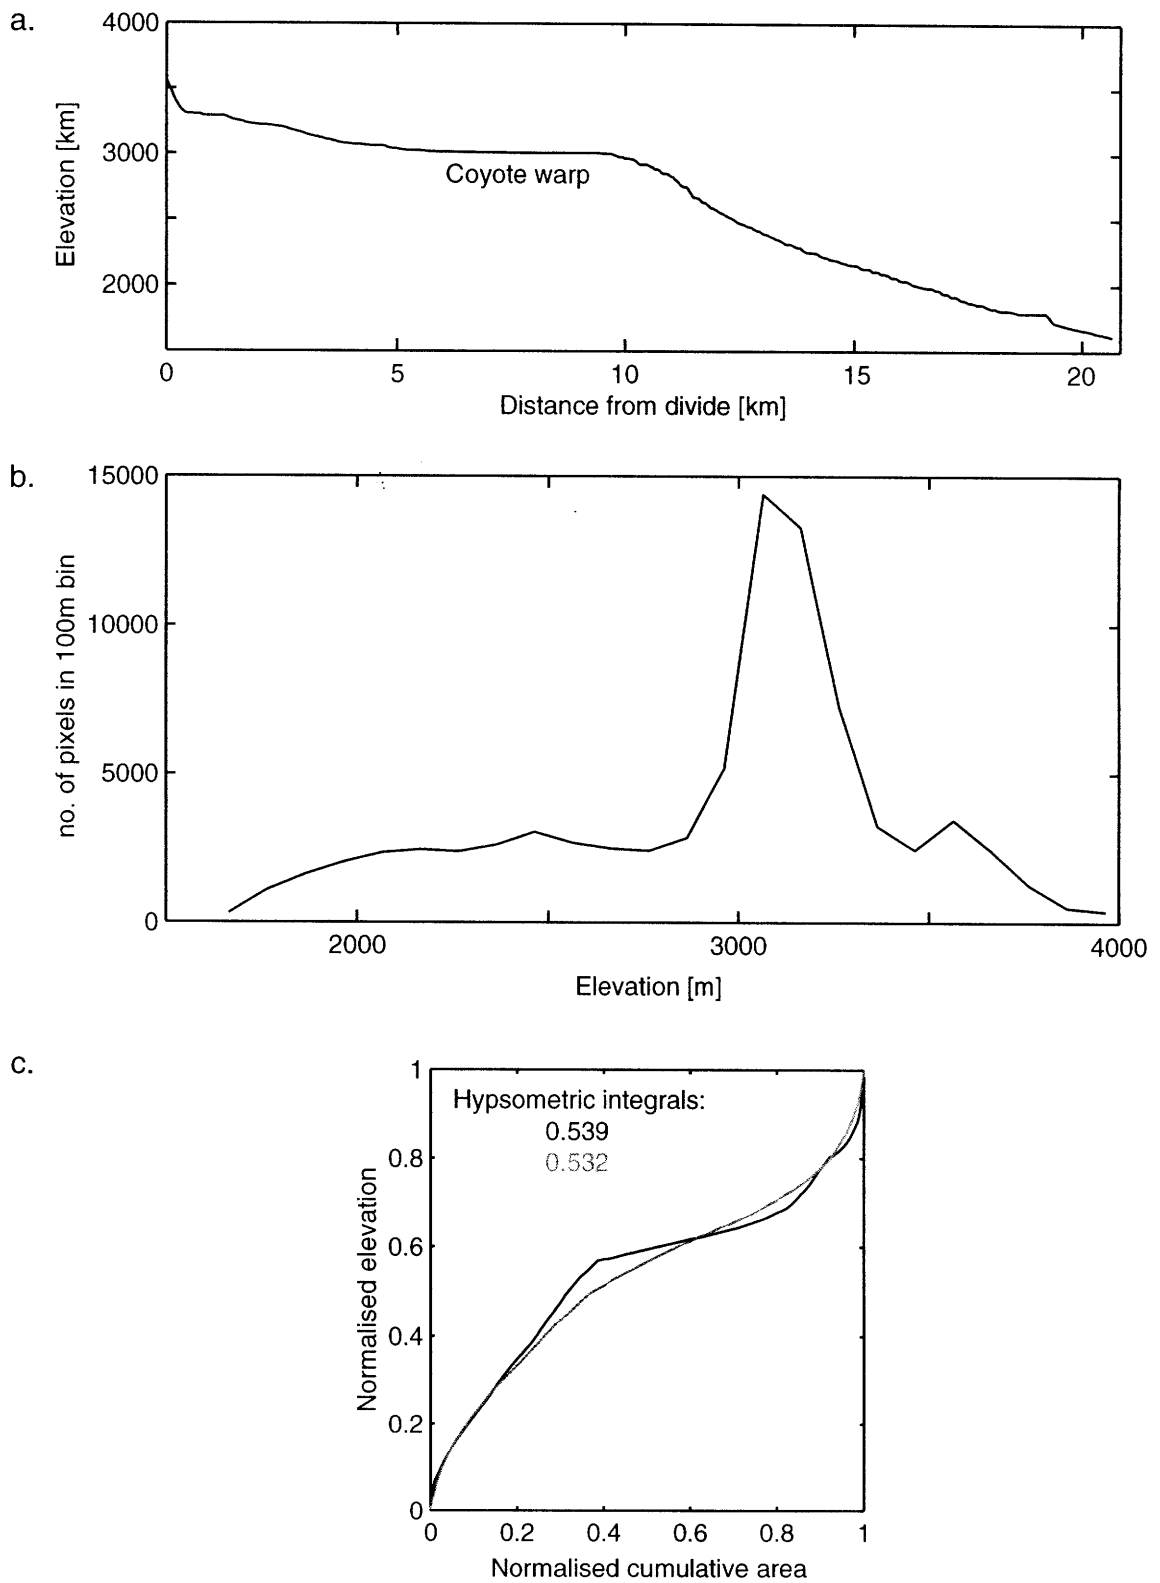 a.
4000
3000
2000
Elevation [km]
Coyote warp
0 5 10 15 20
Distance from divide [km]
b.
15000
10000
5000
0
no. of pixels in 100m bin
2000 3000 4000
Elevation [m]
c.
1
0.8
0.6
0.4
0.2
0
Normalised elevation
Hypsometric integrals:
0.539
0.532
0 0.2 0.4 0.6 0.8 1
Normalised cumulative area